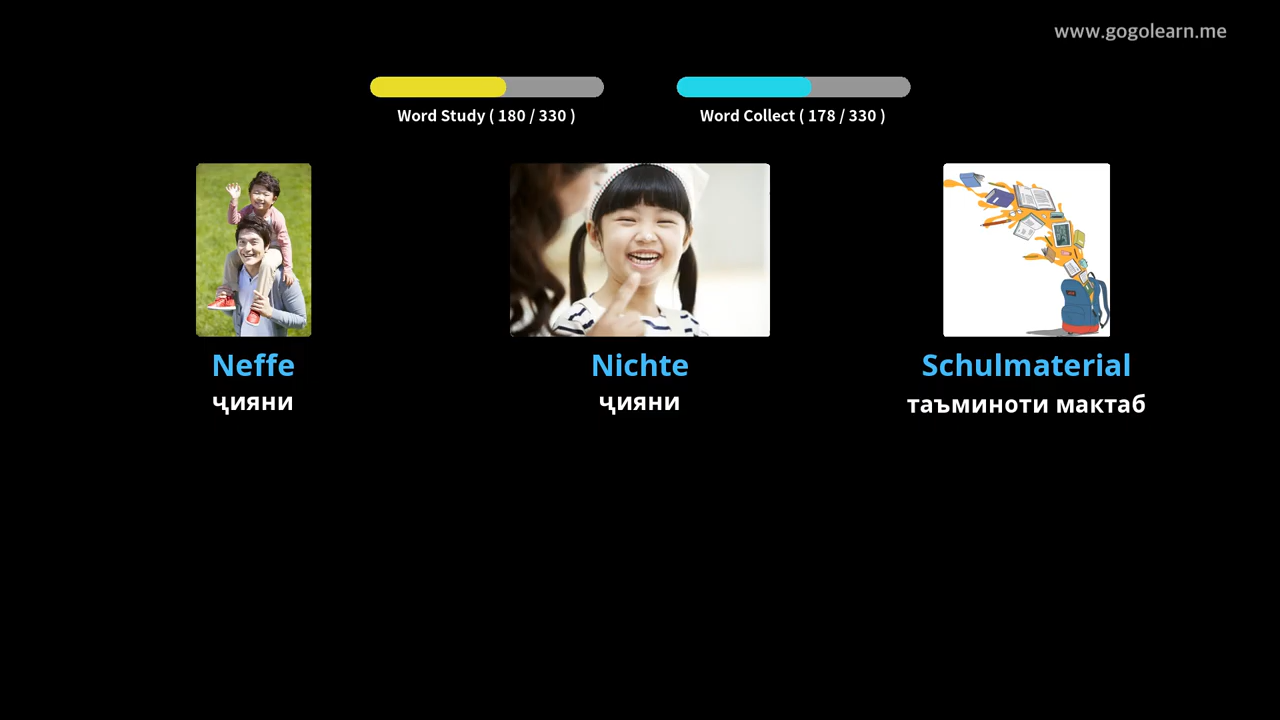 www.gogolearn.me
Word Study ( 180 / 330 )
Word Collect ( 178 / 330 )
Neffe
ҷияни
Nichte
ҷияни
Schulmaterial
таъминоти мактаб